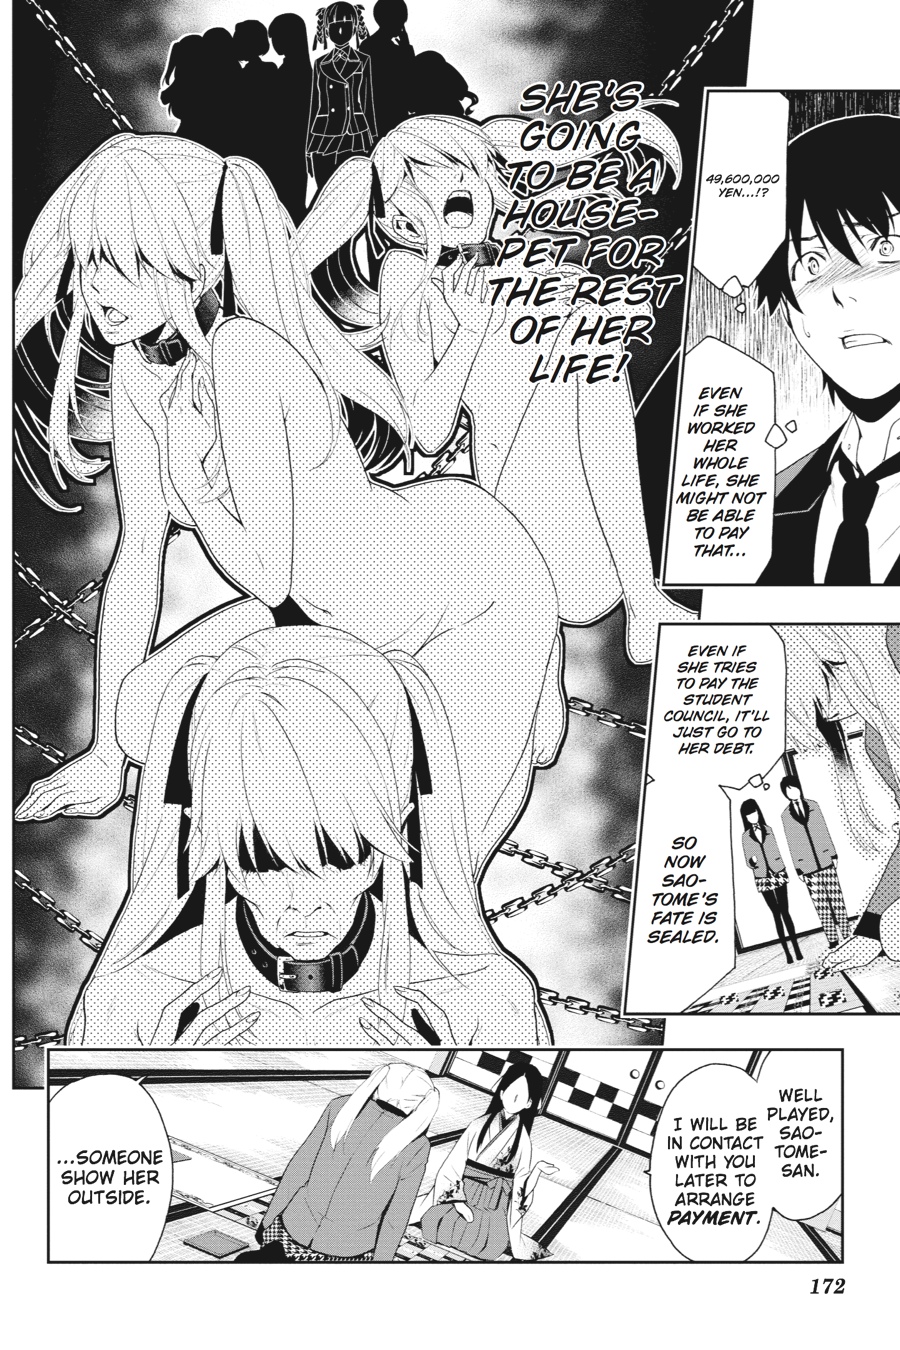 49,600,000
YEN...!?
EVEN
IF SHE
WORKED
HER
WHOLE
LIFE, SHE
MIGHT NOT
BE ABLE
TO PAY
THAT...
SHE'S
GOING
TO BE A
HOUSE-
PET FOR
THE REST
OF HER
LIFE!
EVEN IF
SHE TRIES
TO PAY THE
STUDENT
COUNCIL, IT'LL
JUST GO TO
HER DEBT.
SO
NOW
SAO-
TOME'S
FATE IS
SEALED.
WELL
PLAYED,
SAO-
TOME-
SAN.
I WILL BE
IN CONTACT
WITH YOU
LATER TO
ARRANGE
PAYMENT.
...SOMEONE
SHOW HER
OUTSIDE.
172